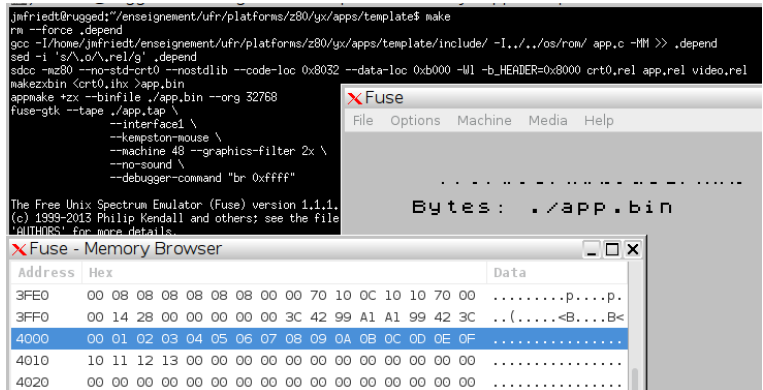 jmfriedt@rugged:~/enseignement/ufr/platforms/z80/yx/apps/template$ make
rm --force .depend
gcc -I/home/jmfriedt/enseignement/ufr/platforms/z80/yx/apps/template/include/ -I../../os/rom/ app.c -MM >> .depend
sed -i 's/\.o/\.rel/g' .depend
sdcc -mz80 --no-std-crt0 --nostdlib --code-loc 0x8032 --data-loc 0xb000 -Wl -b_HEADER=0x8000 crt0.rel app.rel video.rel
makezxbin <crt0.ihx >app.bin
appmake +zx --binfile ./app.bin --org 32768
fuse-gtk --tape ./app.tap \
--interface1 \
--kempston-mouse \
--machine 48 --graphics-filter 2x \
--no-sound \
--debugger-command "br 0xffff"
The Free Unix Spectrum Emulator (Fuse) version 1.1.1.
(c) 1999-2013 Philip Kendall and others; see the file
'AUTHORS' for more details.
Fuse
File Options Machine Media Help
Bytes: ./app.bin
Fuse - Memory Browser
Address Hex Data
3FE0 00 08 08 08 08 08 08 00 00 70 10 0C 10 10 70 00 .........p....p.
3FF0 00 14 28 00 00 00 00 00 3C 42 99 A1 A1 99 42 3C ..(.....<B....B<
4000 00 01 02 03 04 05 06 07 08 09 0A 0B 0C 0D 0E 0F ................
4010 10 11 12 13 00 00 00 00 00 00 00 00 00 00 00 00 ................
4020 00 00 00 00 00 00 00 00 00 00 00 00 00 00 00 00 ................